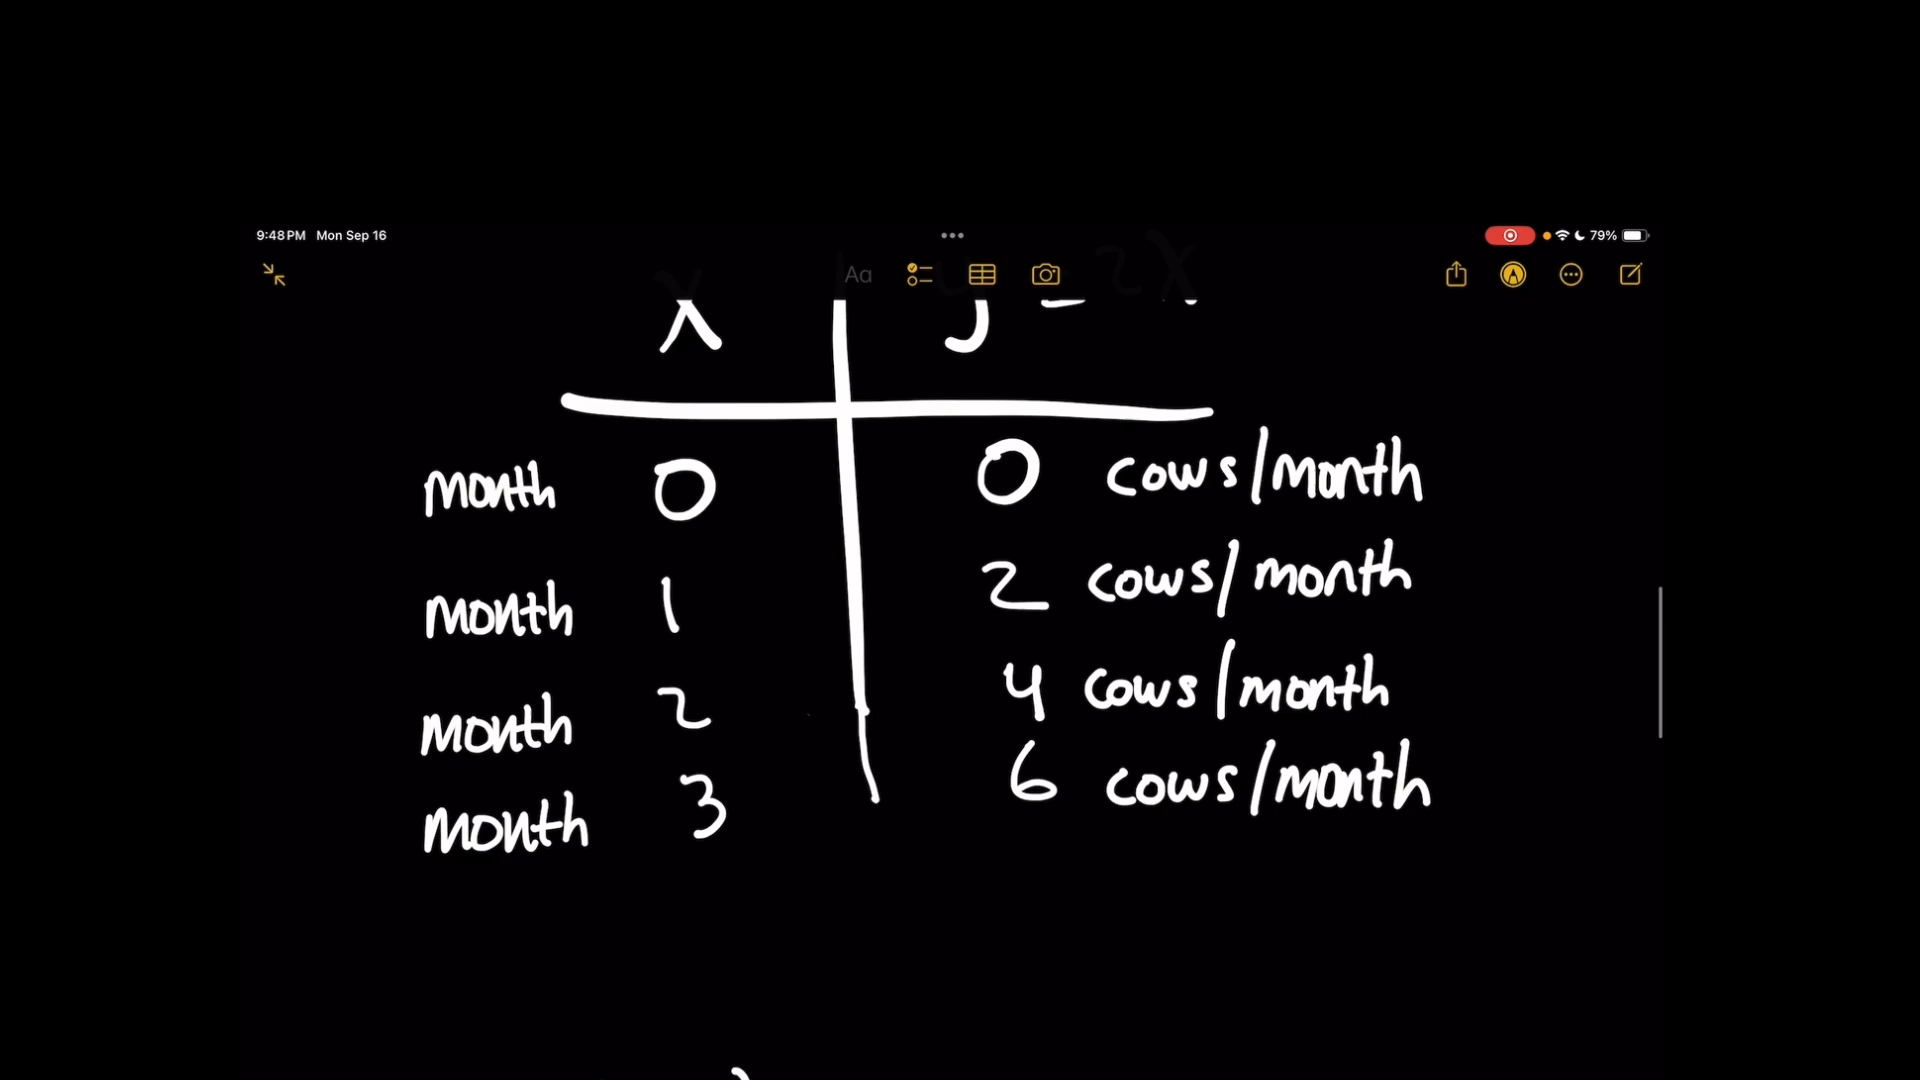 9:48 PM Mon Sep 16
79%
Aa
x y = 2x
month 0 0 cows/month
month 1 2 cows/month
month 2 4 cows/month
month 3 6 cows/month